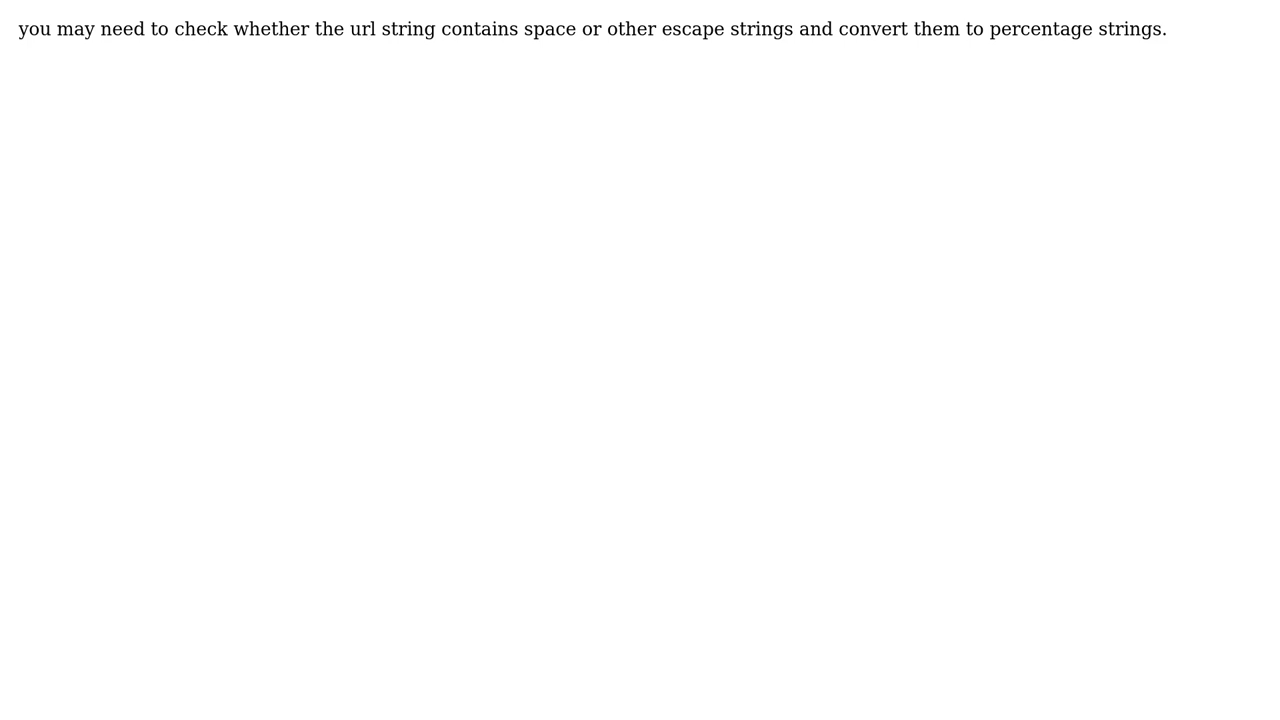 you may need to check whether the url string contains space or other escape strings and convert them to percentage strings.